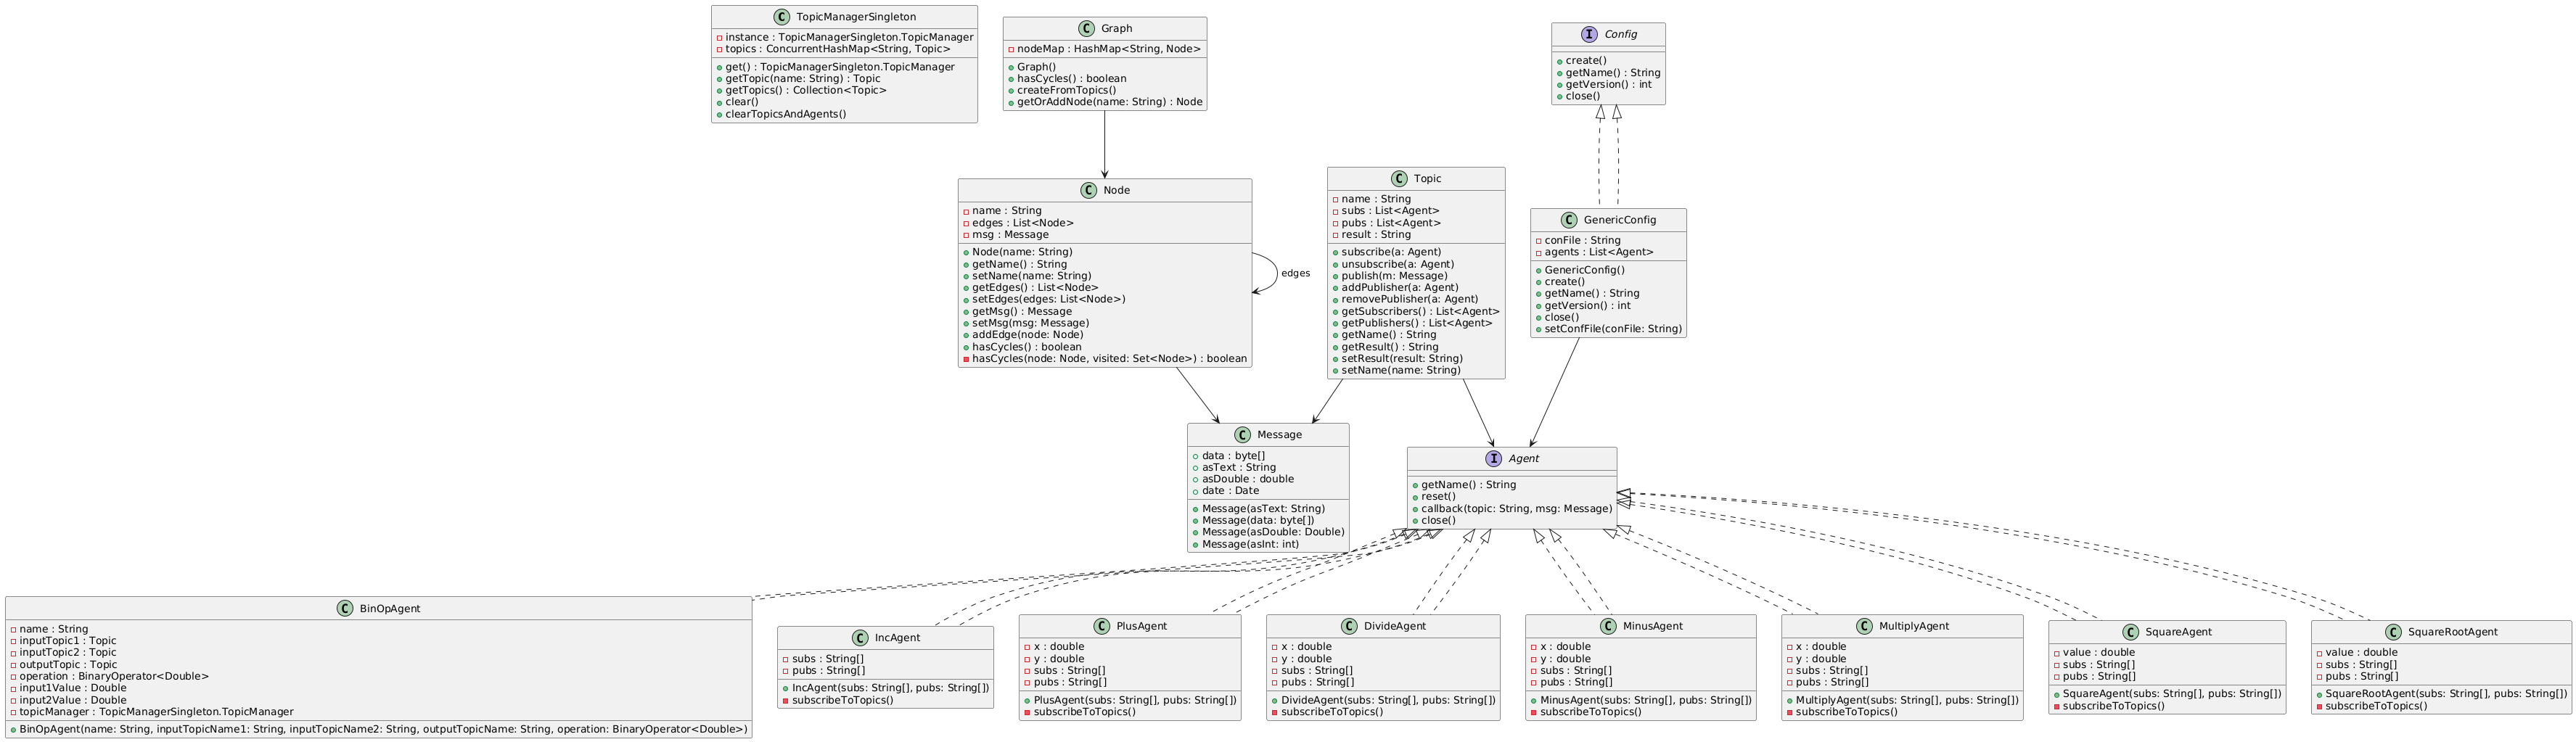 C TopicManagerSingleton
instance : TopicManagerSingleton.TopicManager
topics : ConcurrentHashMap<String, Topic>
get() : TopicManagerSingleton.TopicManager
getTopic(name: String) : Topic
getTopics() : Collection<Topic>
clear()
clearTopicsAndAgents()
C Graph
nodeMap : HashMap<String, Node>
Graph()
hasCycles() : boolean
createFromTopics()
getOrAddNode(name: String) : Node
I Config
create()
getName() : String
getVersion() : int
close()
C Node
name : String
edges : List<Node>
msg : Message
Node(name: String)
getName() : String
setName(name: String)
getEdges() : List<Node>
setEdges(edges: List<Node>)
getMsg() : Message
setMsg(msg: Message)
addEdge(node: Node)
hasCycles() : boolean
hasCycles(node: Node, visited: Set<Node>) : boolean
edges
C Topic
name : String
subs : List<Agent>
pubs : List<Agent>
result : String
subscribe(a: Agent)
unsubscribe(a: Agent)
publish(m: Message)
addPublisher(a: Agent)
removePublisher(a: Agent)
getSubscribers() : List<Agent>
getPublishers() : List<Agent>
getName() : String
getResult() : String
setResult(result: String)
setName(name: String)
C GenericConfig
conFile : String
agents : List<Agent>
GenericConfig()
create()
getName() : String
getVersion() : int
close()
setConfFile(conFile: String)
C Message
data : byte[]
asText : String
asDouble : double
date : Date
Message(asText: String)
Message(data: byte[])
Message(asDouble: Double)
Message(asInt: int)
I Agent
getName() : String
reset()
callback(topic: String, msg: Message)
close()
C BinOpAgent
name : String
inputTopic1 : Topic
inputTopic2 : Topic
outputTopic : Topic
operation : BinaryOperator<Double>
input1Value : Double
input2Value : Double
topicManager : TopicManagerSingleton.TopicManager
BinOpAgent(name: String, inputTopicName1: String, inputTopicName2: String, outputTopicName: String, operation: BinaryOperator<Double>)
C IncAgent
subs : String[]
pubs : String[]
IncAgent(subs: String[], pubs: String[])
subscribeToTopics()
C PlusAgent
x : double
y : double
subs : String[]
pubs : String[]
PlusAgent(subs: String[], pubs: String[])
subscribeToTopics()
C DivideAgent
x : double
y : double
subs : String[]
pubs : String[]
DivideAgent(subs: String[], pubs: String[])
subscribeToTopics()
C MinusAgent
x : double
y : double
subs : String[]
pubs : String[]
MinusAgent(subs: String[], pubs: String[])
subscribeToTopics()
C MultiplyAgent
x : double
y : double
subs : String[]
pubs : String[]
MultiplyAgent(subs: String[], pubs: String[])
subscribeToTopics()
C SquareAgent
value : double
subs : String[]
pubs : String[]
SquareAgent(subs: String[], pubs: String[])
subscribeToTopics()
C SquareRootAgent
value : double
subs : String[]
pubs : String[]
SquareRootAgent(subs: String[], pubs: String[])
subscribeToTopics()